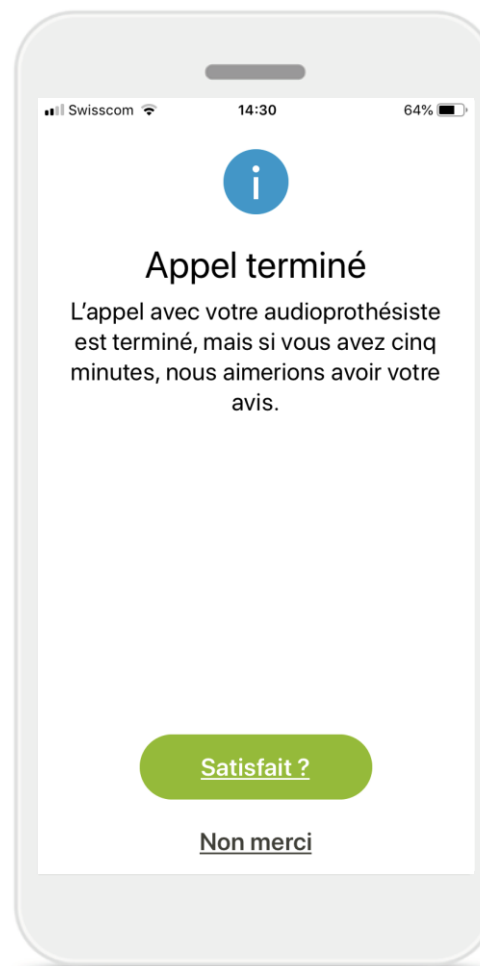 Swisscom 14:30 64%
i
Appel terminé
L’appel avec votre audioprothésiste
est terminé, mais si vous avez cinq
minutes, nous aimerions avoir votre
avis.
Satisfait ?
Non merci